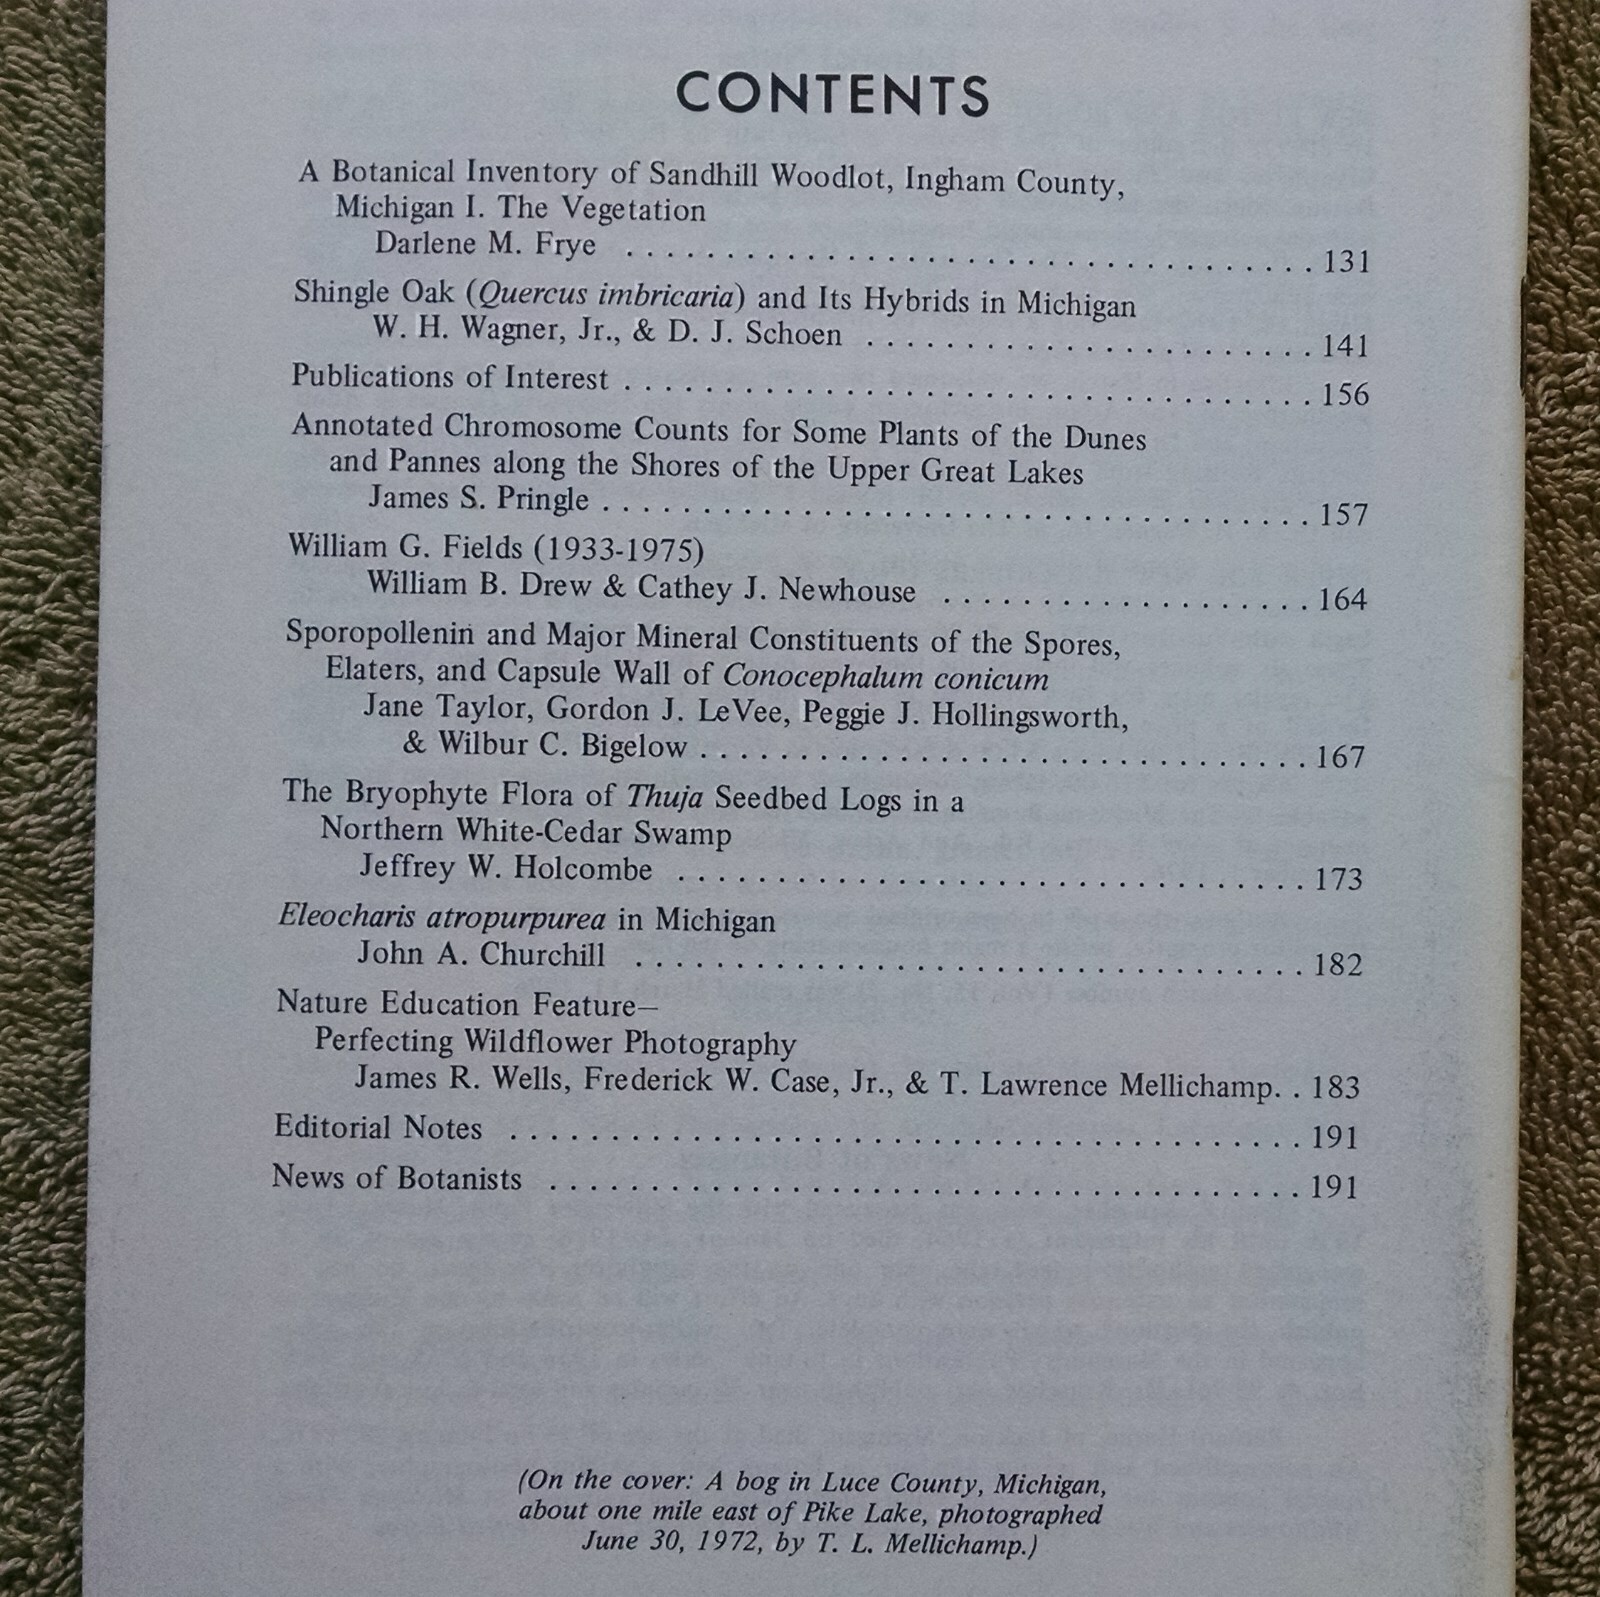 CONTENTS
A Botanical Inventory of Sandhill Woodlot, Ingham County,
Michigan I. The Vegetation
Darlene M. Frye . . . . . . . . . . . . . . . . . . . . . . . . . . . . . . . . . . . 131
Shingle Oak (Quercus imbricaria) and Its Hybrids in Michigan
W. H. Wagner, Jr., & D. J. Schoen . . . . . . . . . . . . . . . . . . . . . . . 141
Publications of Interest . . . . . . . . . . . . . . . . . . . . . . . . . . . . . . . . . . . 156
Annotated Chromosome Counts for Some Plants of the Dunes
and Pannes along the Shores of the Upper Great Lakes
James S. Pringle . . . . . . . . . . . . . . . . . . . . . . . . . . . . . . . . . . . . 157
William G. Fields (1933-1975)
William B. Drew & Cathey J. Newhouse . . . . . . . . . . . . . . . . . . . 164
Sporopollenin and Major Mineral Constituents of the Spores,
Elaters, and Capsule Wall of Conocephalum conicum
Jane Taylor, Gordon J. LeVee, Peggie J. Hollingsworth,
& Wilbur C. Bigelow . . . . . . . . . . . . . . . . . . . . . . . . . . . . . . . 167
The Bryophyte Flora of Thuja Seedbed Logs in a
Northern White-Cedar Swamp
Jeffrey W. Holcombe . . . . . . . . . . . . . . . . . . . . . . . . . . . . . . . . 173
Eleocharis atropurpurea in Michigan
John A. Churchill . . . . . . . . . . . . . . . . . . . . . . . . . . . . . . . . . . 182
Nature Education Feature—
Perfecting Wildflower Photography
James R. Wells, Frederick W. Case, Jr., & T. Lawrence Mellichamp. . 183
Editorial Notes . . . . . . . . . . . . . . . . . . . . . . . . . . . . . . . . . . . . . . . . 191
News of Botanists . . . . . . . . . . . . . . . . . . . . . . . . . . . . . . . . . . . . . . 191
(On the cover: A bog in Luce County, Michigan,
about one mile east of Pike Lake, photographed
June 30, 1972, by T. L. Mellichamp.)